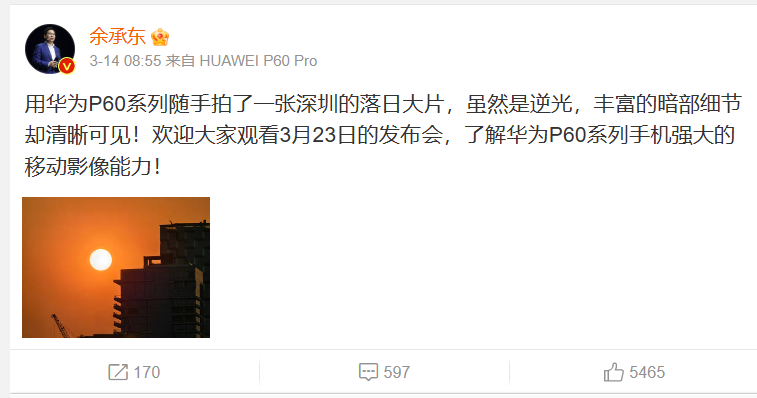 余承东
3-14 08:55 来自 HUAWEI P60 Pro
用华为P60系列随手拍了一张深圳的落日大片，虽然是逆光，丰富的暗部细节
却清晰可见！欢迎大家观看3月23日的发布会，了解华为P60系列手机强大的
移动影像能力！
170
597
5465